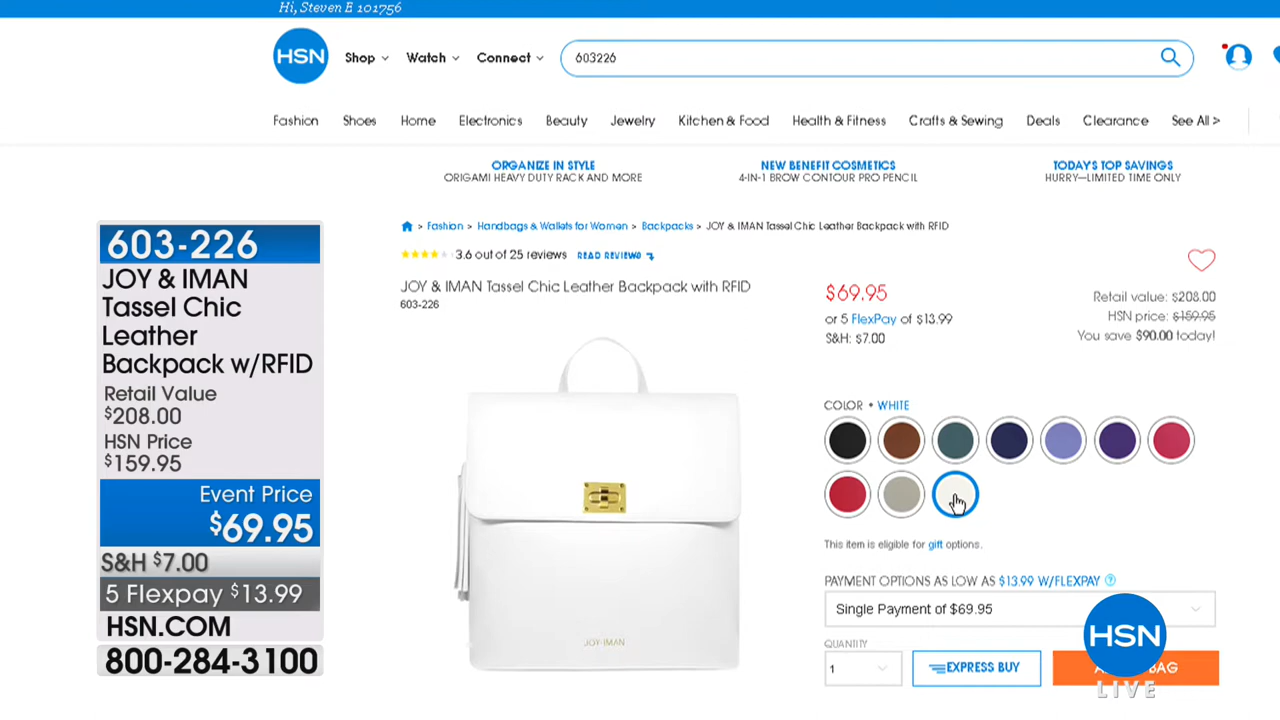 Hi, Steven E 101756
HSN
Shop
Watch
Connect
603226
Fashion
Shoes
Home
Electronics
Beauty
Jewelry
Kitchen & Food
Health & Fitness
Crafts & Sewing
Deals
Clearance
See All >
ORGANIZE IN STYLE
ORIGAMI HEAVY DUTY RACK AND MORE
NEW BENEFIT COSMETICS
4-IN-1 BROW CONTOUR PRO PENCIL
TODAY'S TOP SAVINGS
HURRY—LIMITED TIME ONLY
603-226
JOY & IMAN
Tassel Chic
Leather
Backpack w/RFID
Retail Value
$208.00
HSN Price
$159.95
Event Price
$69.95
S&H $7.00
5 Flexpay $13.99
HSN.COM
800-284-3100
> Fashion > Handbags & Wallets for Women > Backpacks > JOY & IMAN Tassel Chic Leather Backpack with RFID
3.6 out of 25 reviews READ REVIEWS
JOY & IMAN Tassel Chic Leather Backpack with RFID
603-226
JOY·IMAN
$69.95
or 5 FlexPay of $13.99
S&H: $7.00
Retail value: $208.00
HSN price: $159.95
You save $90.00 today!
COLOR • WHITE
This item is eligible for gift options.
PAYMENT OPTIONS AS LOW AS $13.99 W/FLEXPAY ?
Single Payment of $69.95
QUANTITY
1
EXPRESS BUY
BAG
HSN
LIVE